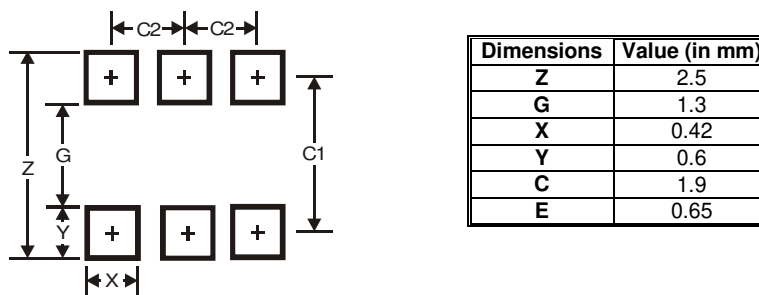 C2 C2
Z G C1
Y
X
Dimensions Value (in mm)
Z 2.5
G 1.3
X 0.42
Y 0.6
C 1.9
E 0.65